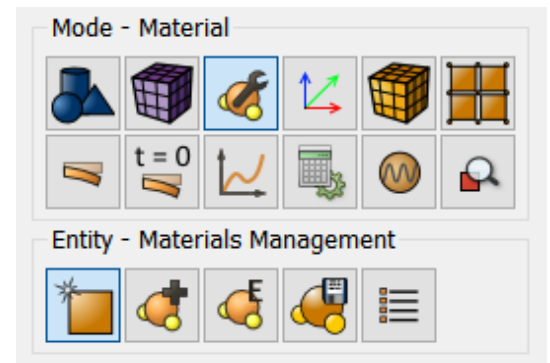 Mode - Material
t = 0
Entity - Materials Management
E